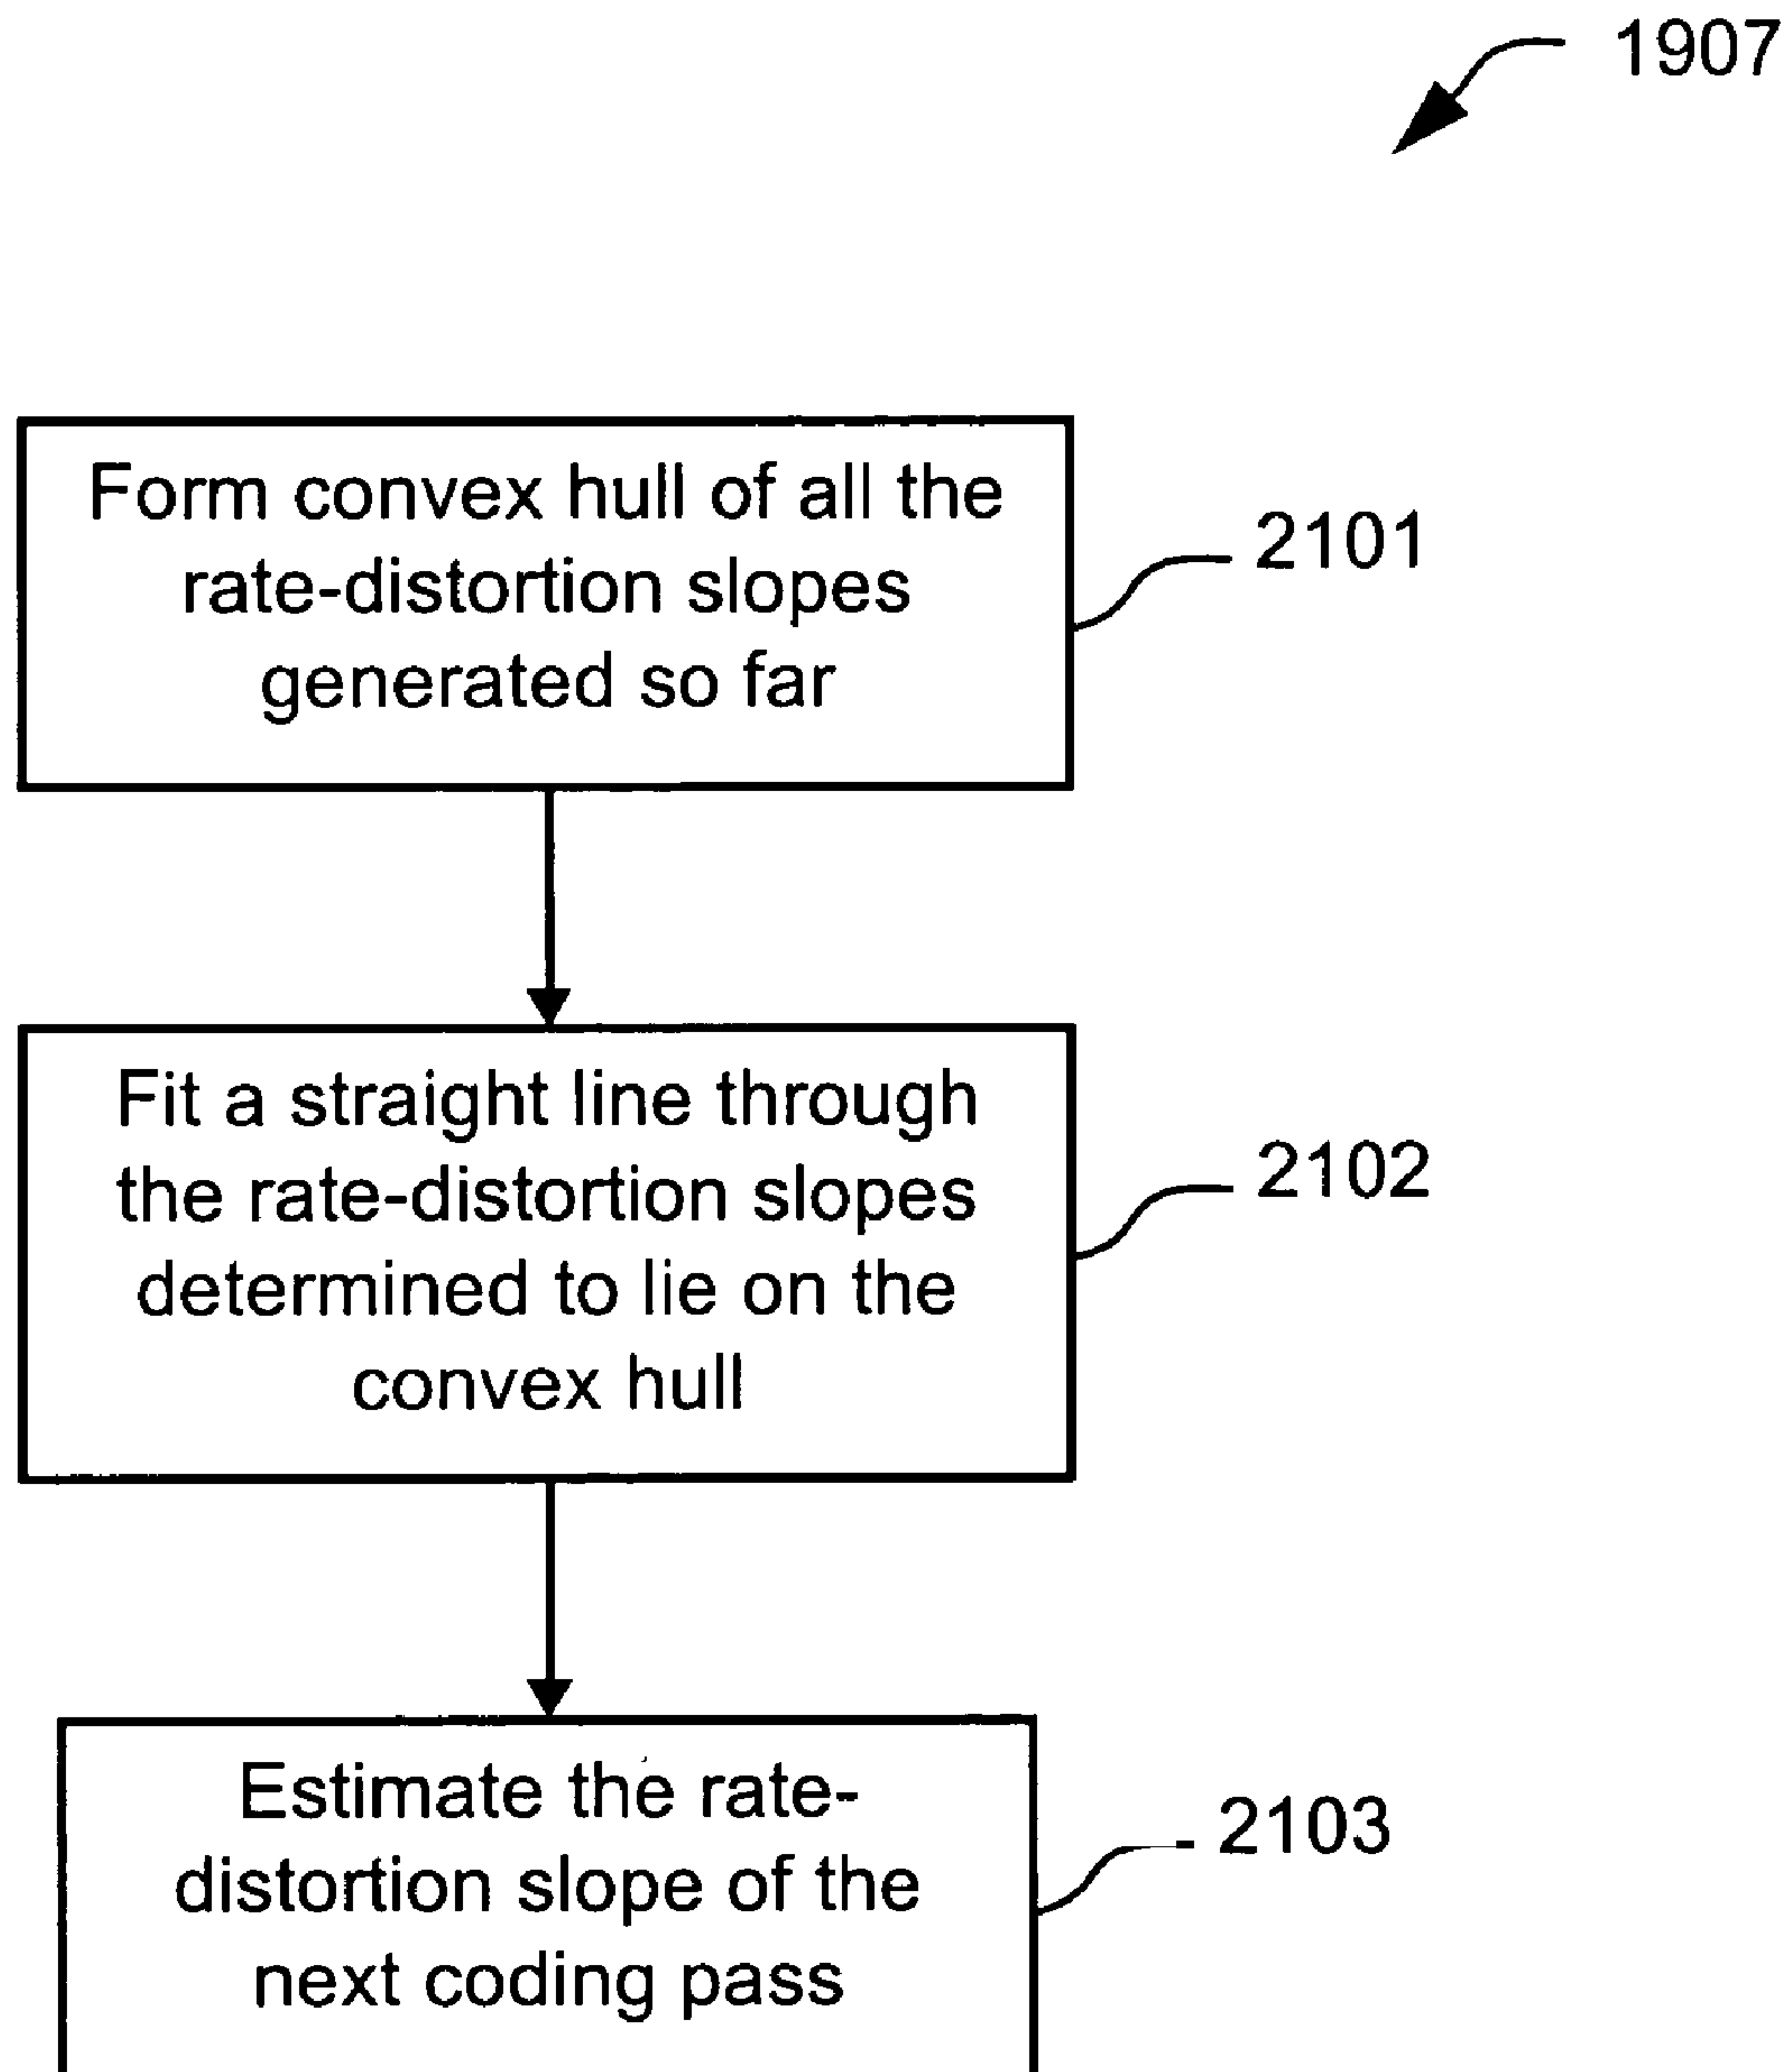 1907
Form convex hull of all the
rate-distortion slopes
generated so far
2101
Fit a straight line through
the rate-distortion slopes
determined to lie on the
convex hull
2102
Estimate the rate-
distortion slope of the
next coding pass
2103